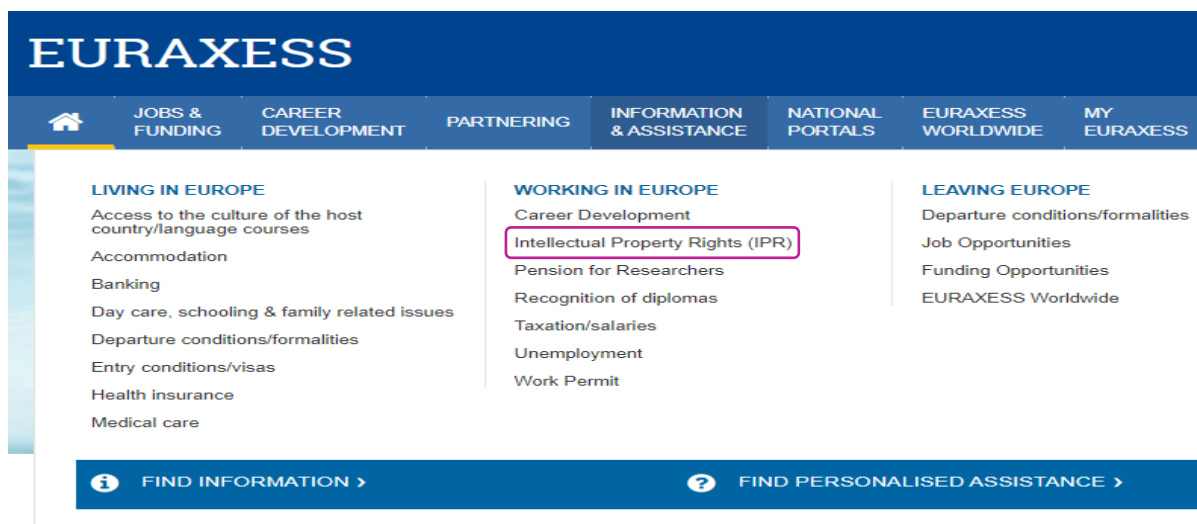 EURAXESS
JOBS &
FUNDING
CAREER
DEVELOPMENT
PARTNERING
INFORMATION
& ASSISTANCE
NATIONAL
PORTALS
EURAXESS
WORLDWIDE
MY
EURAXESS
LIVING IN EUROPE
Access to the culture of the host
country/language courses
Accommodation
Banking
Day care, schooling & family related issues
Departure conditions/formalities
Entry conditions/visas
Health insurance
Medical care
WORKING IN EUROPE
Career Development
Intellectual Property Rights (IPR)
Pension for Researchers
Recognition of diplomas
Taxation/salaries
Unemployment
Work Permit
LEAVING EUROPE
Departure conditions/formalities
Job Opportunities
Funding Opportunities
EURAXESS Worldwide
FIND INFORMATION >
FIND PERSONALISED ASSISTANCE >